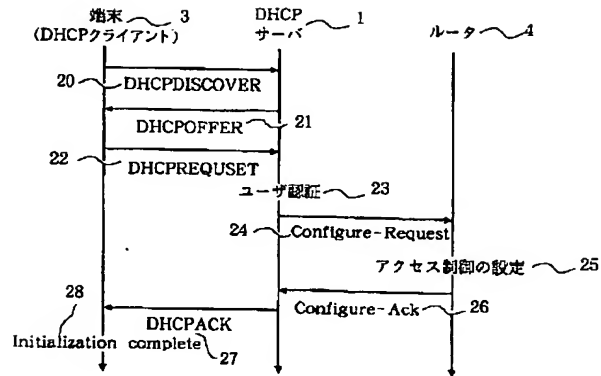 端末 3
(DHCPクライアント)
DHCP
サーバ 1
ルータ 4
20 DHCPDISCOVER
DHCPOFFER 21
22 DHCPREQUSET
ユーザ認証 23
24 Configure-Request
アクセス制御の設定 25
Configure-Ack 26
28
DHCPACK
27
Initialization complete